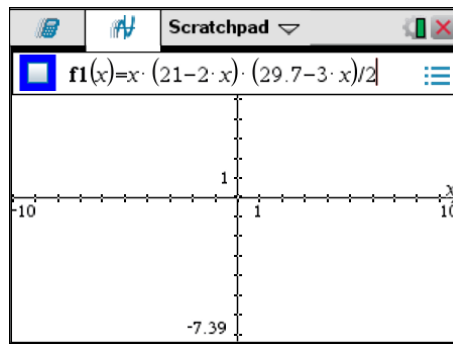 Scratchpad
f1(x)=x·(21-2·x)·(29.7-3·x)/2
1
x
-10 1 10
-7.39